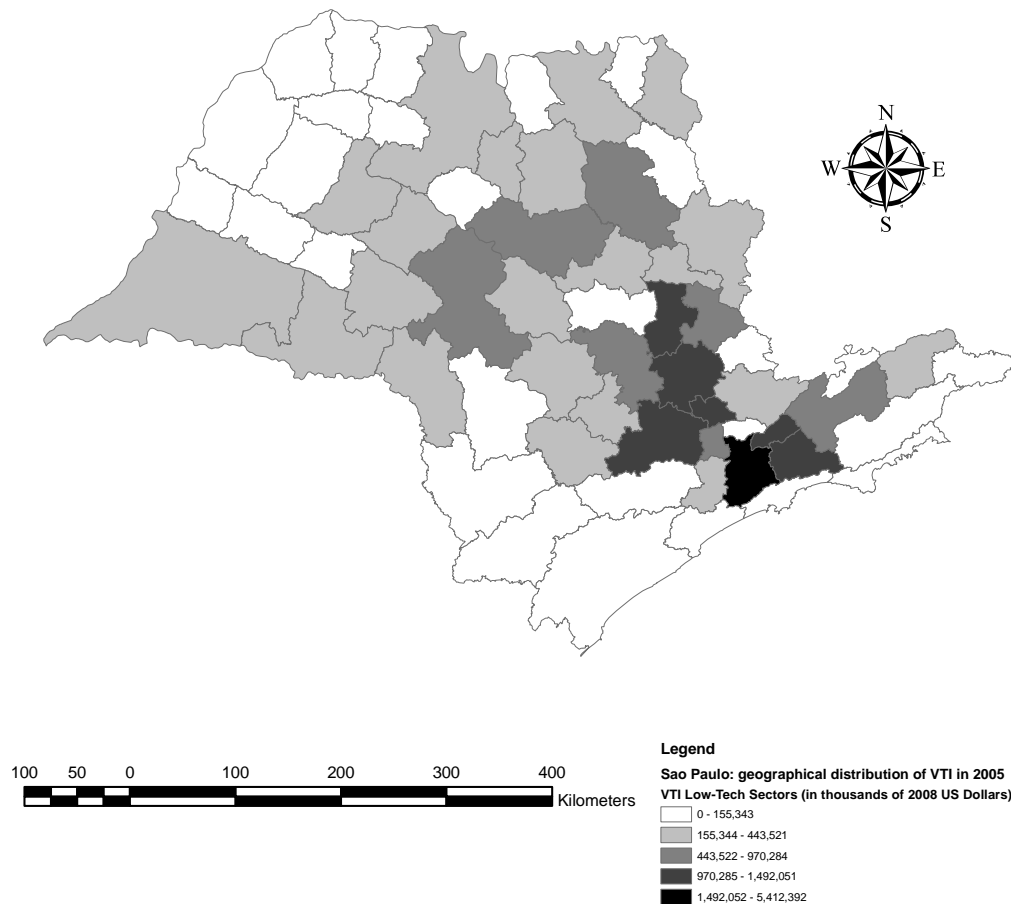 N
W E
S
100 50 0 100 200 300 400
Kilometers
Legend
Sao Paulo: geographical distribution of VTI in 2005
VTI Low-Tech Sectors (in thousands of 2008 US Dollars)
0 - 155,343
155,344 - 443,521
443,522 - 970,284
970,285 - 1,492,051
1,492,052 - 5,412,392